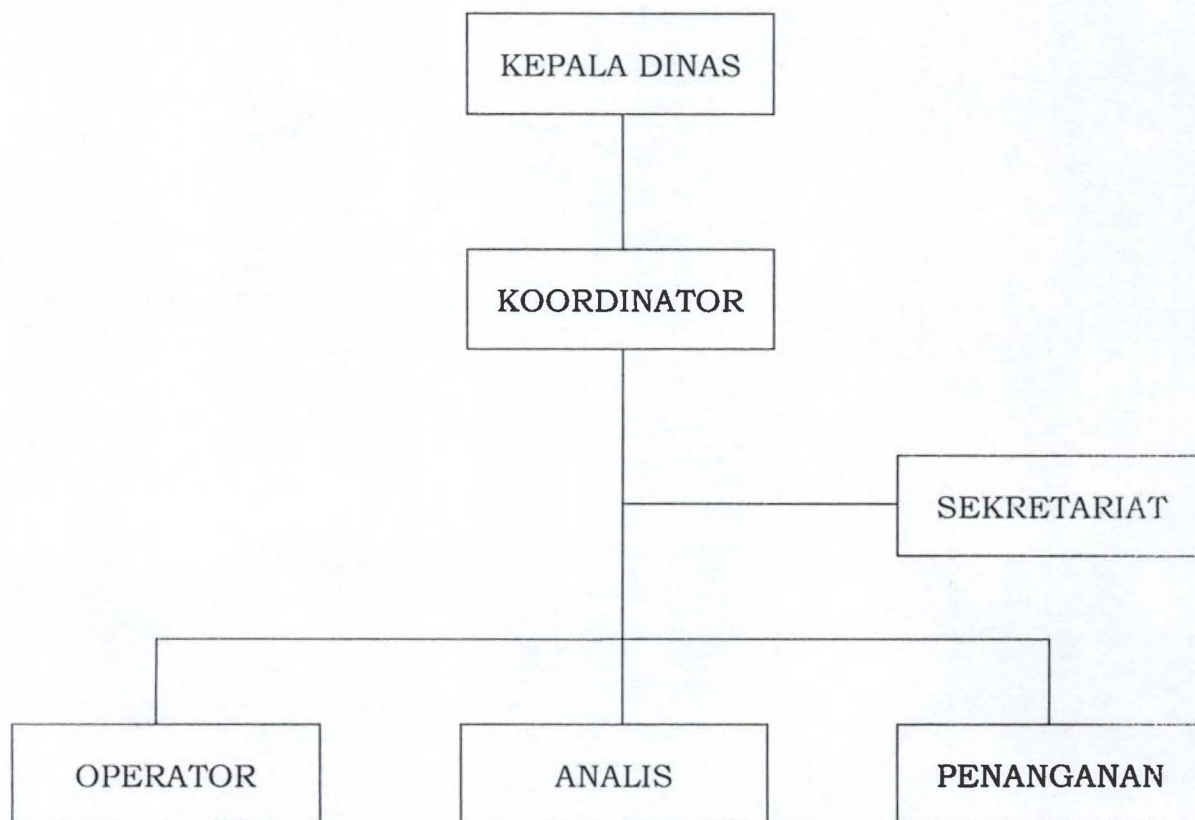 KEPALA DINAS
KOORDINATOR
SEKRETARIAT
OPERATOR
ANALIS
PENANGANAN